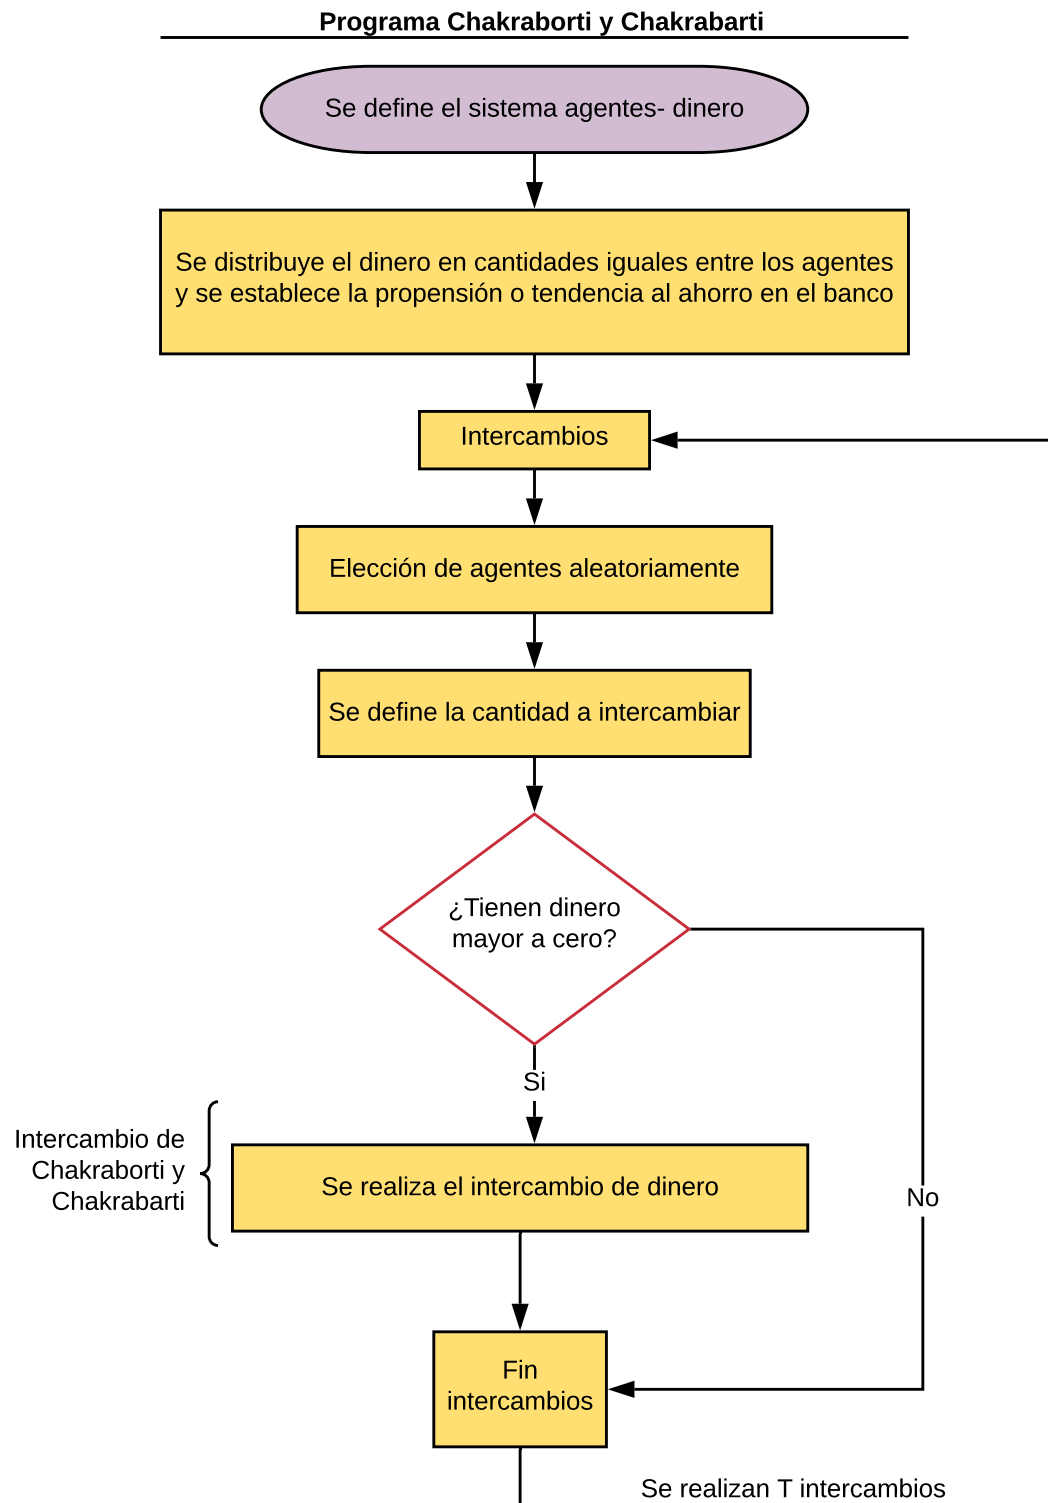 Programa Chakraborti y Chakrabarti
Se define el sistema agentes- dinero
Se distribuye el dinero en cantidades iguales entre los agentes
y se establece la propensión o tendencia al ahorro en el banco
Intercambios
Elección de agentes aleatoriamente
Se define la cantidad a intercambiar
¿Tienen dinero
mayor a cero?
Si
Intercambio de
Chakraborti y
Chakrabarti
Se realiza el intercambio de dinero
No
Fin
intercambios
Se realizan T intercambios